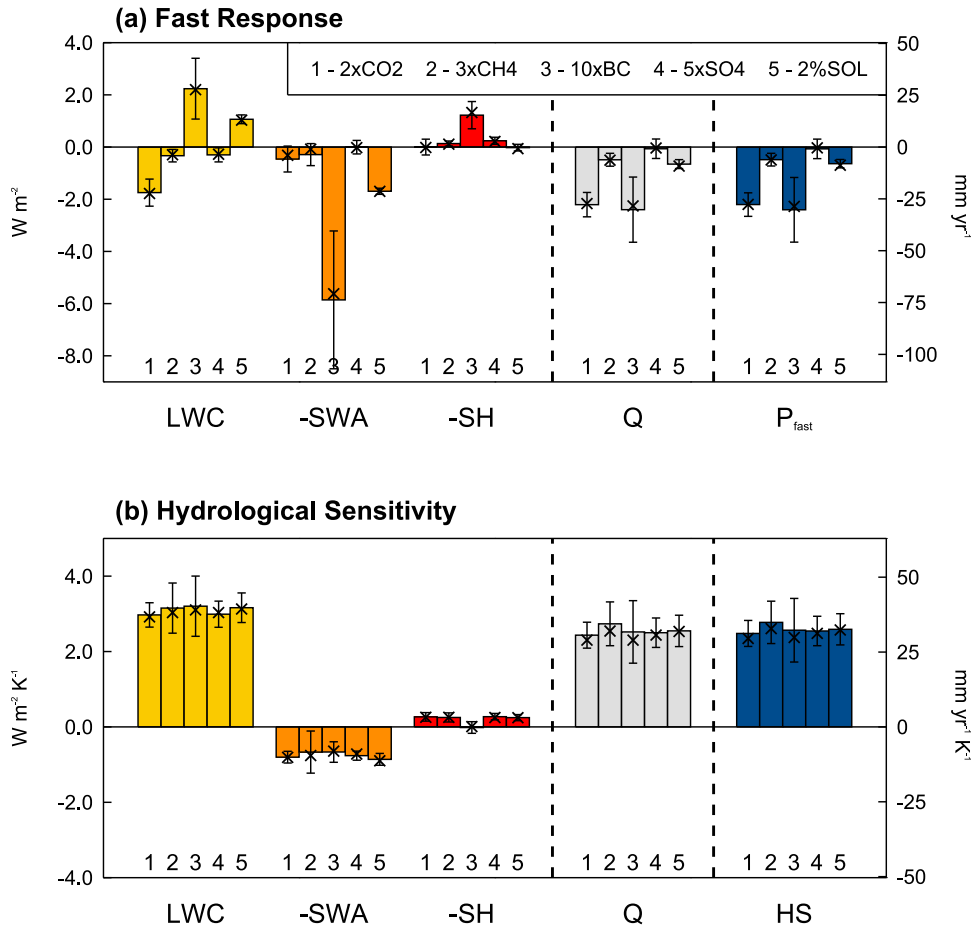 (a) Fast Response
4.0
2.0
0.0
-2.0
-4.0
-6.0
-8.0
W m⁻²
1 - 2xCO2 2 - 3xCH4 3 - 10xBC 4 - 5xSO4 5 - 2%SOL
50
25
0
-25
-50
-75
-100
mm yr⁻¹
1 2 3 4 5 1 2 3 4 5 1 2 3 4 5 1 2 3 4 5 1 2 3 4 5
LWC -SWA -SH Q P_fast
(b) Hydrological Sensitivity
4.0
2.0
0.0
-2.0
-4.0
W m⁻² K⁻¹
50
25
0
-25
-50
mm yr⁻¹ K⁻¹
1 2 3 4 5 1 2 3 4 5 1 2 3 4 5 1 2 3 4 5 1 2 3 4 5
LWC -SWA -SH Q HS